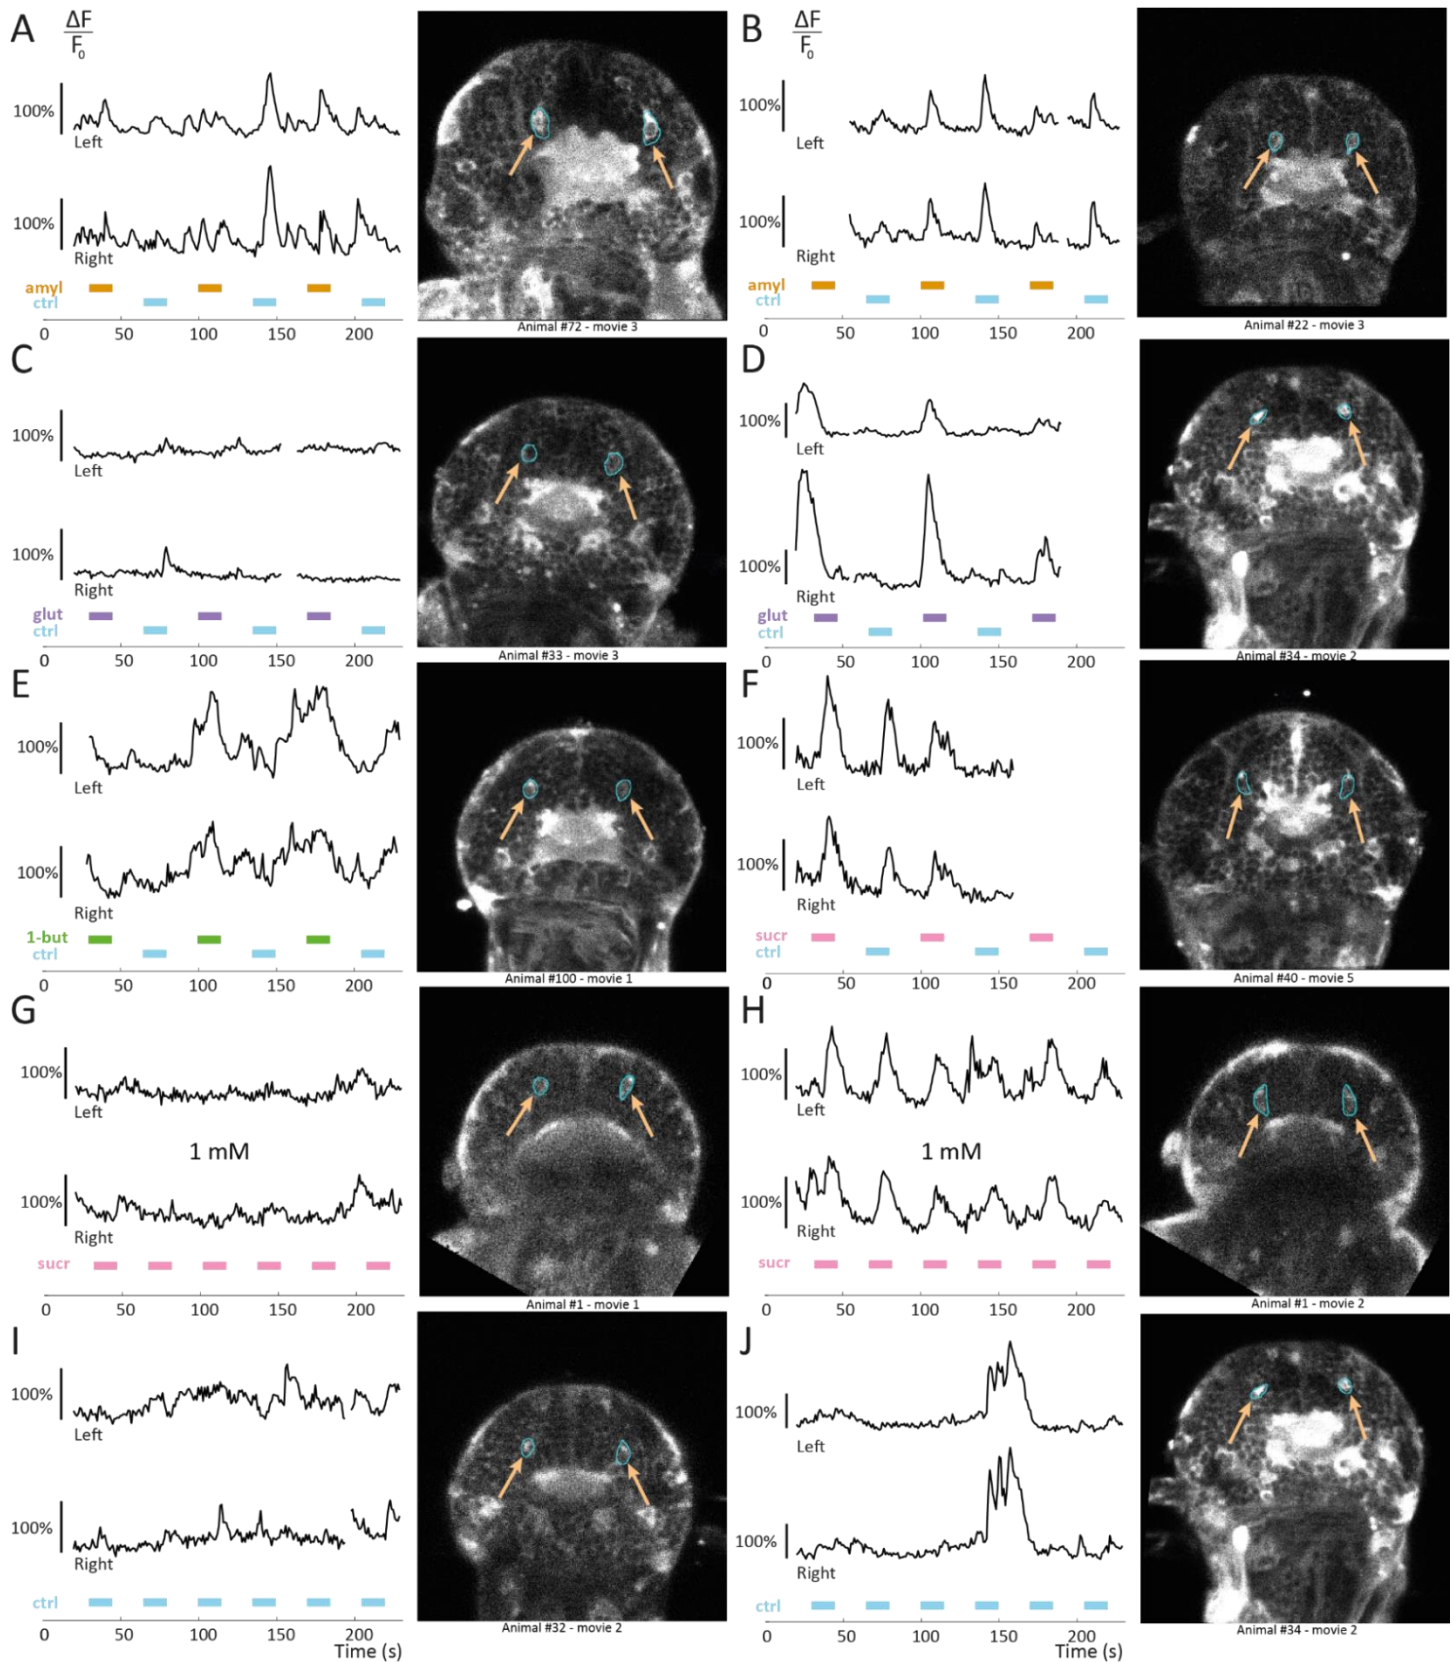 A
ΔF
F0
100%
Left
100%
Right
amyl
ctrl
0 50 100 150 200
Animal #72 - movie 3
B
ΔF
F0
100%
Left
100%
Right
amyl
ctrl
0 50 100 150 200
Animal #22 - movie 3
C
100%
Left
100%
Right
glut
ctrl
0 50 100 150 200
Animal #33 - movie 3
D
100%
Left
100%
Right
glut
ctrl
0 50 100 150 200
Animal #34 - movie 2
E
100%
Left
100%
Right
1-but
ctrl
0 50 100 150 200
Animal #100 - movie 1
F
100%
Left
100%
Right
sucr
ctrl
0 50 100 150 200
Animal #40 - movie 5
G
100%
Left
1 mM
100%
Right
sucr
0 50 100 150 200
Animal #1 - movie 1
H
100%
Left
1 mM
100%
Right
sucr
0 50 100 150 200
Animal #1 - movie 2
I
100%
Left
100%
Right
ctrl
0 50 100 150 200
Time (s)
Animal #32 - movie 2
J
100%
Left
100%
Right
ctrl
0 50 100 150 200
Time (s)
Animal #34 - movie 2